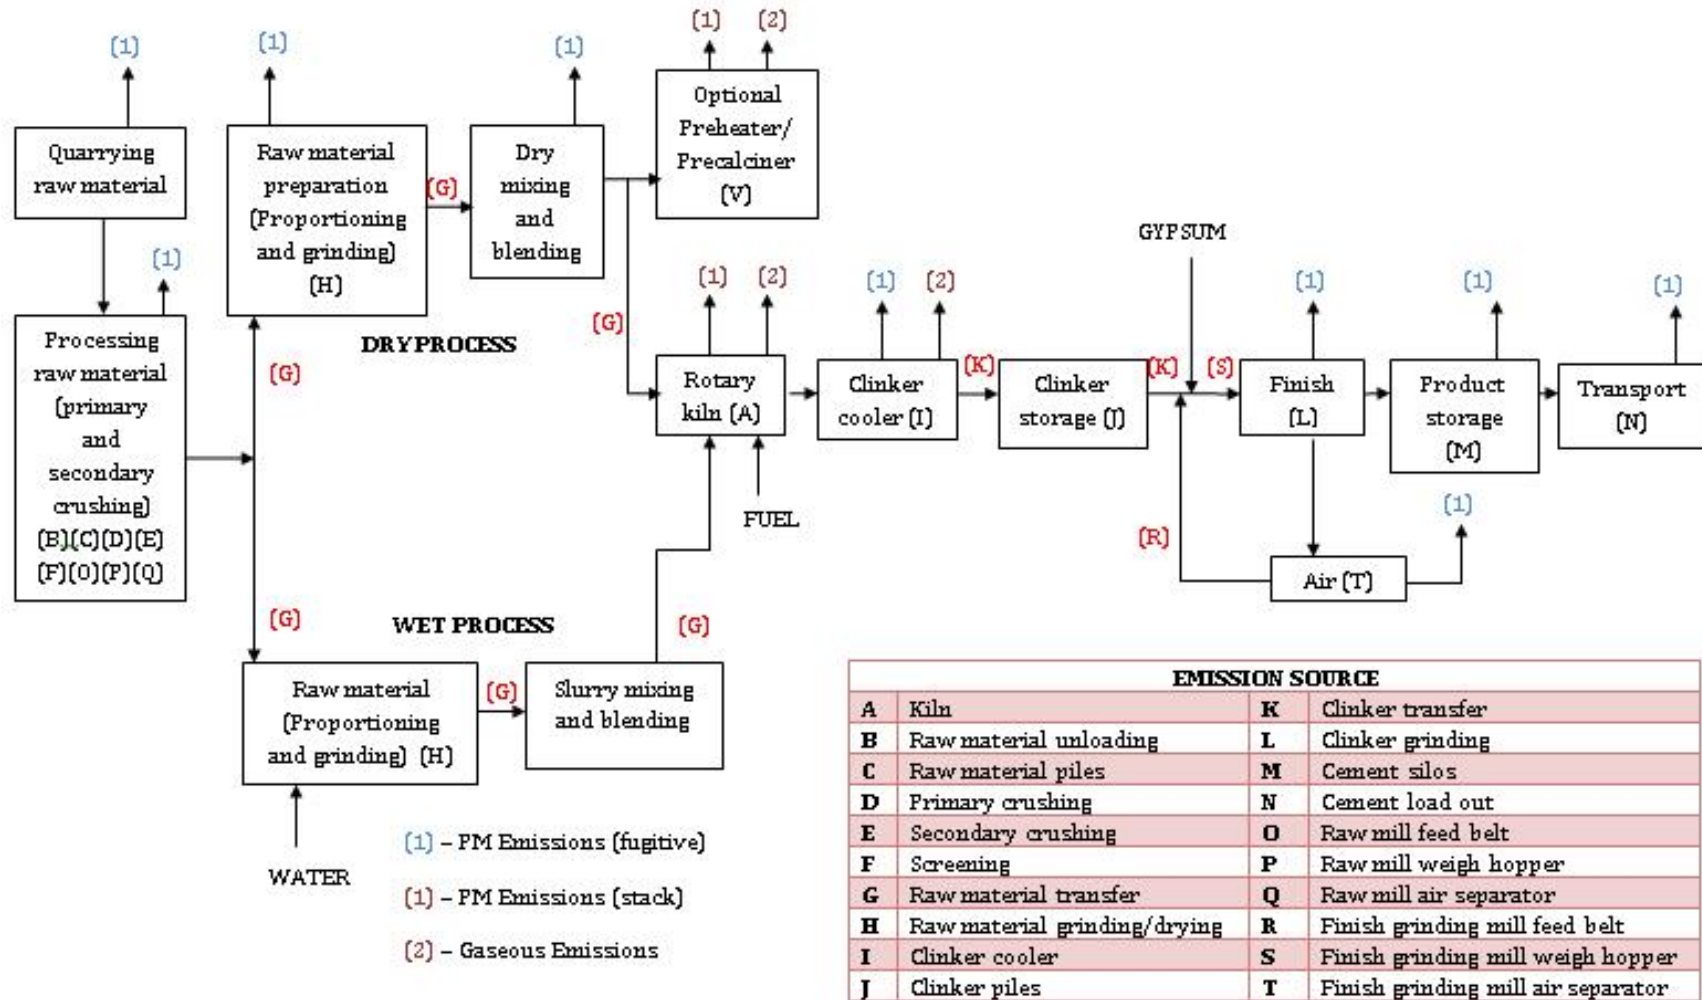 (1)
(1)
(1)
(1) (2)
Quarrying
raw material
Raw material
preparation
(Proportioning
and grinding)
(H)
(G)
Dry
mixing
and
blending
Optional
Preheater/
Precalciner
(V)
(1)
Processing
raw material
(primary
and
secondary
crushing)
(B)(C)(D)(E)
(F)(O)(P)(Q)
(G)
DRY PROCESS
(G)
(1) (2)
Rotary
kiln (A)
FUEL
(1) (2)
Clinker
cooler (I)
(K)
Clinker
storage (J)
(K)
GYPSUM
(S)
(1)
Finish
(L)
(1)
Product
storage
(M)
(1)
Transport
(N)
(R)
Air (T)
(1)
(G)
WET PROCESS
(G)
Raw material
(Proportioning
and grinding) (H)
(G)
Slurry mixing
and blending
WATER
(1) – PM Emissions (fugitive)
(1) – PM Emissions (stack)
(2) – Gaseous Emissions
EMISSION SOURCE
A Kiln K Clinker transfer
B Raw material unloading L Clinker grinding
C Raw material piles M Cement silos
D Primary crushing N Cement load out
E Secondary crushing O Raw mill feed belt
F Screening P Raw mill weigh hopper
G Raw material transfer Q Raw mill air separator
H Raw material grinding/drying R Finish grinding mill feed belt
I Clinker cooler S Finish grinding mill weigh hopper
J Clinker piles T Finish grinding mill air separator